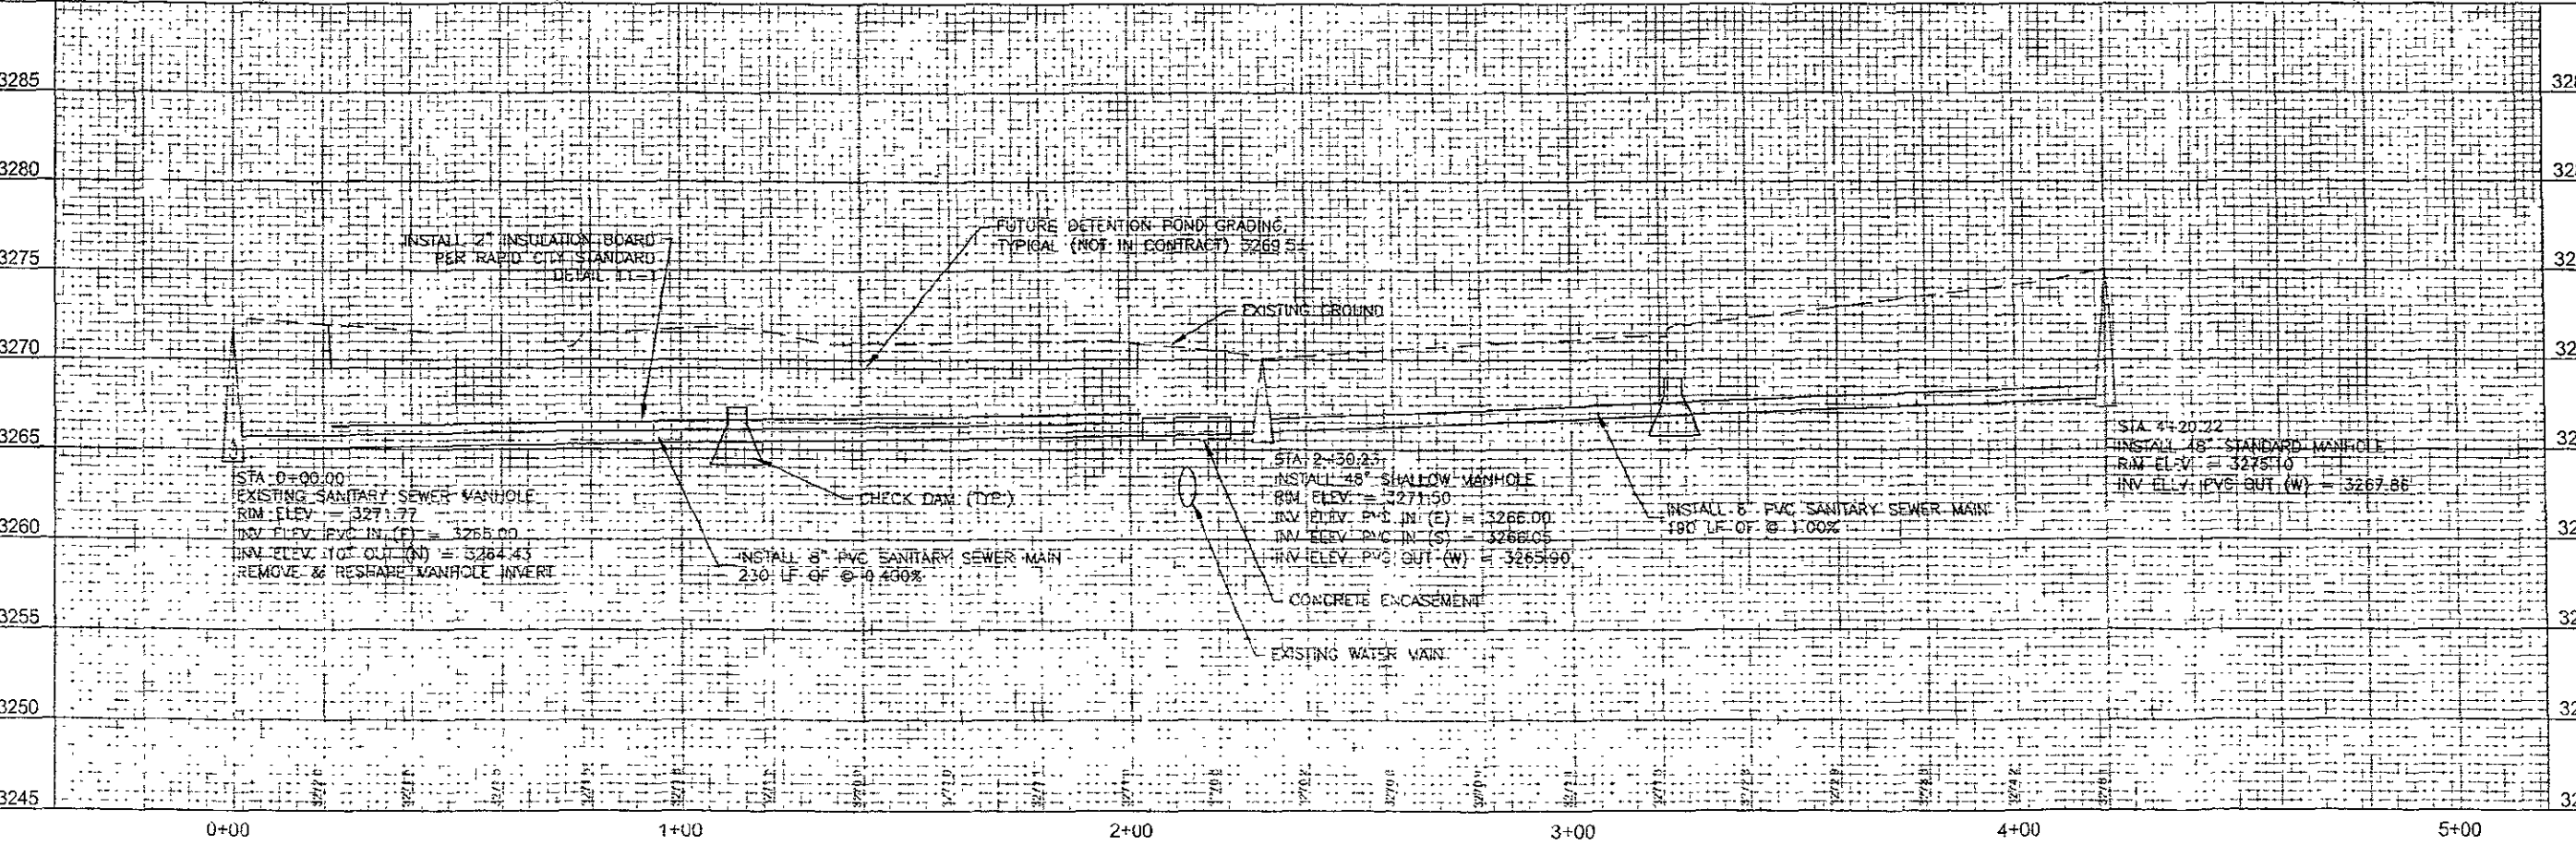 3285
3280
3275
3270
3265
3260
3255
3250
3245
INSTALL 2" INSULATION BOARD
PER RAPID CITY STANDARD
DETAIL 11-1
FUTURE DETENTION POND GRADING,
TYPICAL (NOT IN CONTRACT) 3269.5±
EXISTING GROUND
STA 0+00.00
EXISTING SANITARY SEWER MANHOLE
RIM ELEV = 3271.77
INV ELEV PVC IN (E) = 3265.00
INV ELEV 10" OUT (N) = 3264.43
REMOVE & RESHAPE MANHOLE INVERT
CHECK DAM (TYP.)
INSTALL 8" PVC SANITARY SEWER MAIN
230 LF OF @ 0.400%
STA 2+30.23
INSTALL 48" SHALLOW MANHOLE
RIM ELEV = 3271.50
INV ELEV PVC IN (E) = 3266.00
INV ELEV PVC IN (S) = 3266.05
INV ELEV PVC OUT (W) = 3265.90
CONCRETE ENCASEMENT
EXISTING WATER MAIN
INSTALL 8" PVC SANITARY SEWER MAIN
190 LF OF @ 1.00%
STA 4+20.22
INSTALL 48" STANDARD MANHOLE
RIM ELEV = 3275.10
INV ELEV PVC OUT (W) = 3267.86
0+00
1+00
2+00
3+00
4+00
5+00